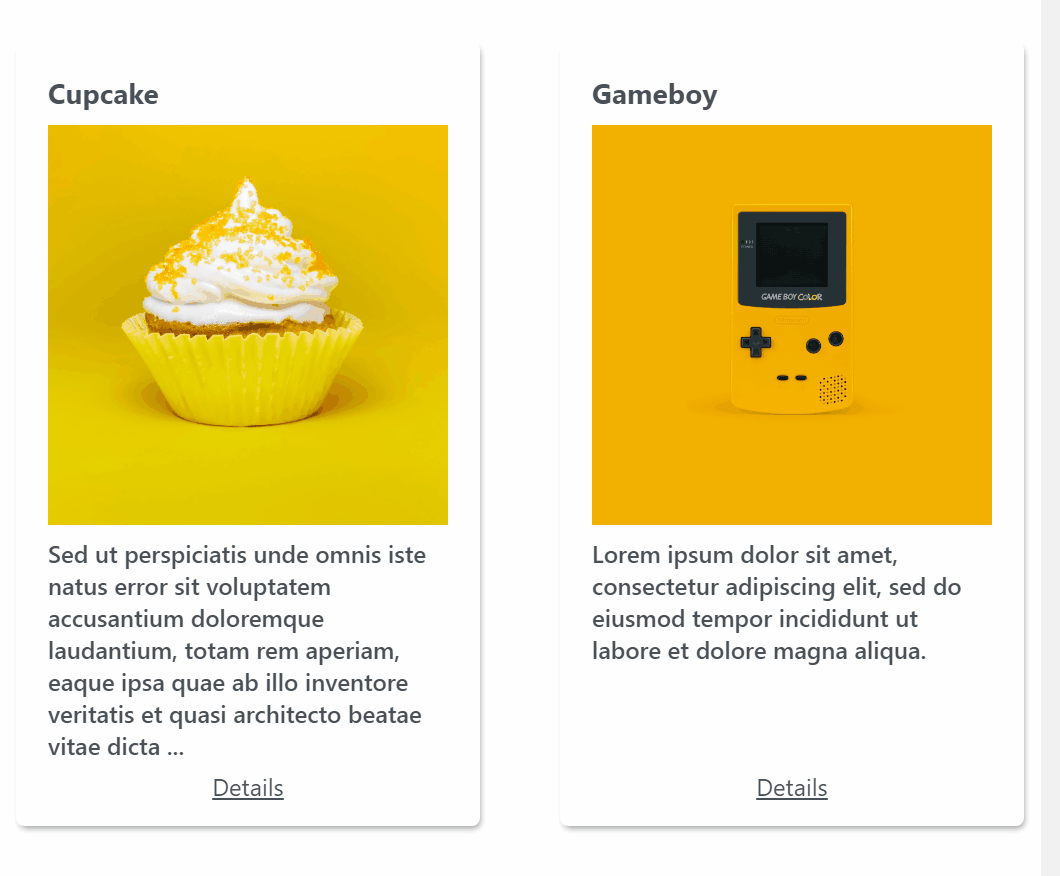 Cupcake
Sed ut perspiciatis unde omnis iste
natus error sit voluptatem
accusantium doloremque
laudantium, totam rem aperiam,
eaque ipsa quae ab illo inventore
veritatis et quasi architecto beatae
vitae dicta ...
Details
Gameboy
GAME BOY COLOR
Lorem ipsum dolor sit amet,
consectetur adipiscing elit, sed do
eiusmod tempor incididunt ut
labore et dolore magna aliqua.
Details